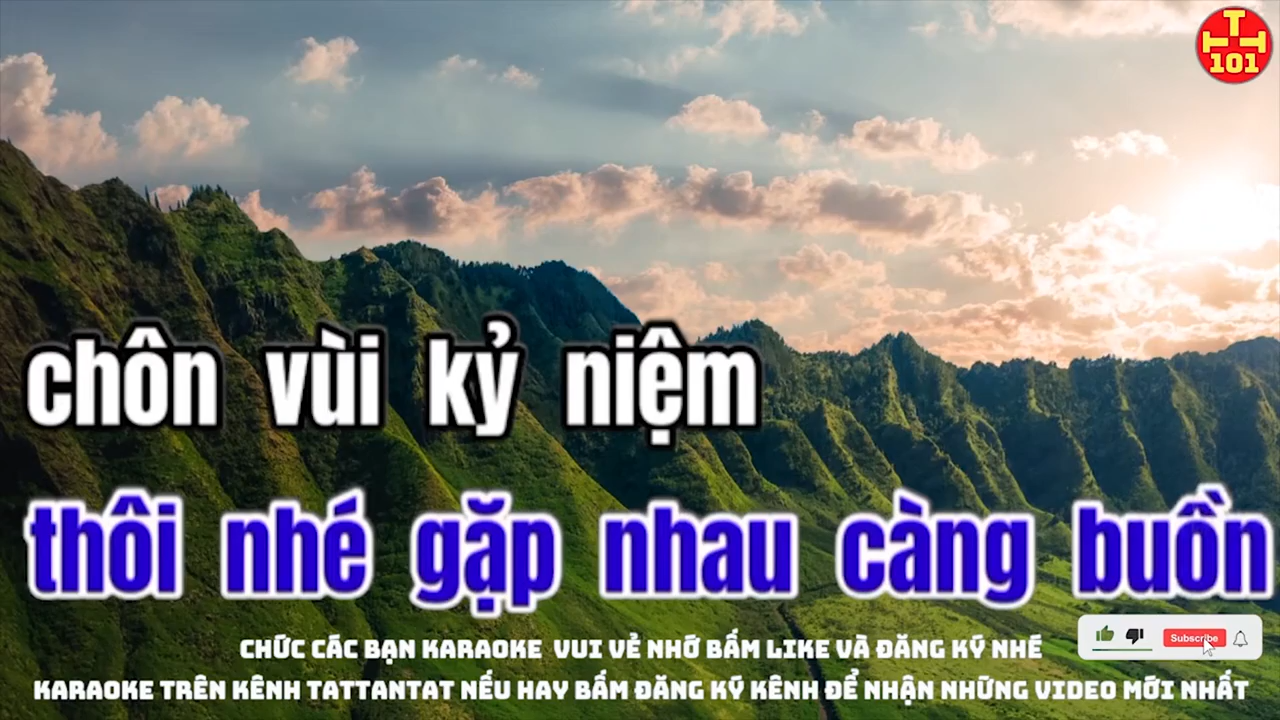 T
TH
101
chôn vùi kỷ niệm
thôi nhé gặp nhau càng buồn
CHỨC CÁC BẠN KARAOKE VUI VẺ NHỚ BẤM LIKE VÀ ĐĂNG KÝ NHÉ
Subscribe
KARAOKE TRÊN KÊNH TATTANTAT NẾU HAY BẤM ĐĂNG KÝ KÊNH ĐỂ NHẬN NHỮNG VIDEO MỚI NHẤT